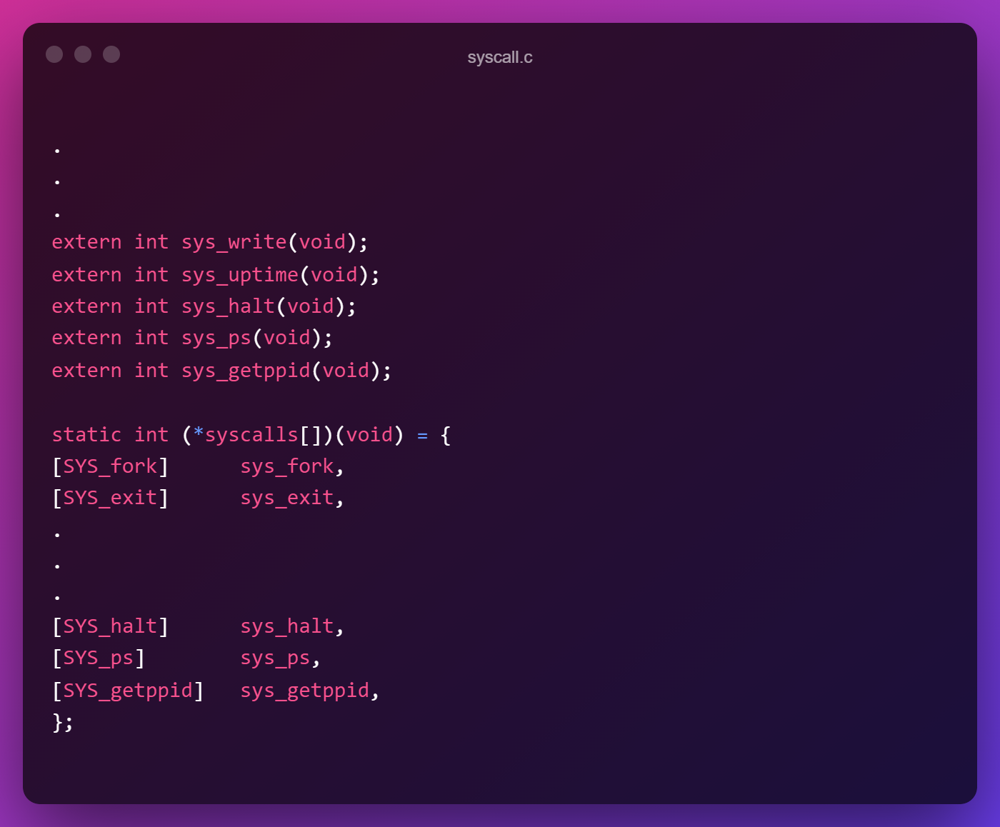 syscall.c
.
.
.
extern int sys_write(void);
extern int sys_uptime(void);
extern int sys_halt(void);
extern int sys_ps(void);
extern int sys_getppid(void);

static int (*syscalls[])(void) = {
[SYS_fork]      sys_fork,
[SYS_exit]      sys_exit,
.
.
.
[SYS_halt]      sys_halt,
[SYS_ps]        sys_ps,
[SYS_getppid]   sys_getppid,
};